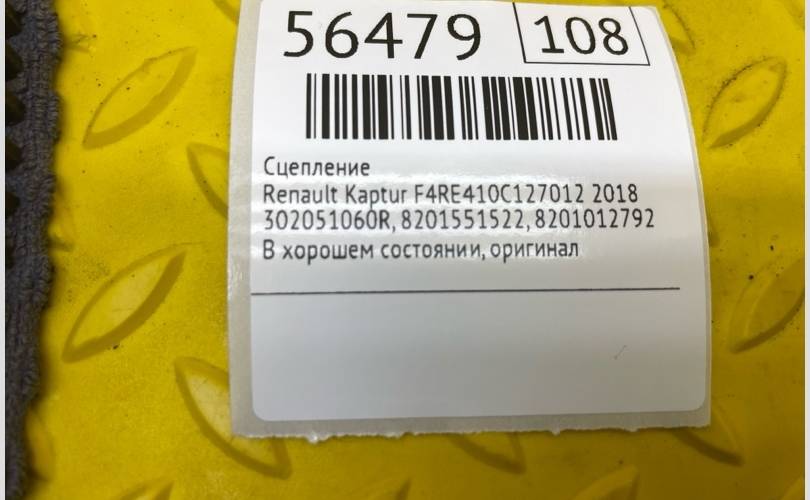 56479 108
Сцепление
Renault Kaptur F4RE410C127012 2018
302051060R, 8201551522, 8201012792
В хорошем состоянии, оригинал